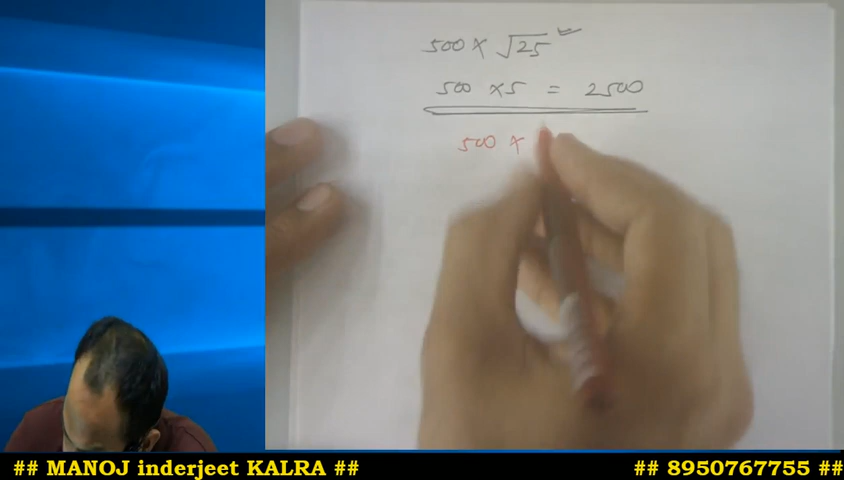 500 × √25
500 × 5 = 2500
500 ×
## MANOJ inderjeet KALRA ##
## 8950767755 ##